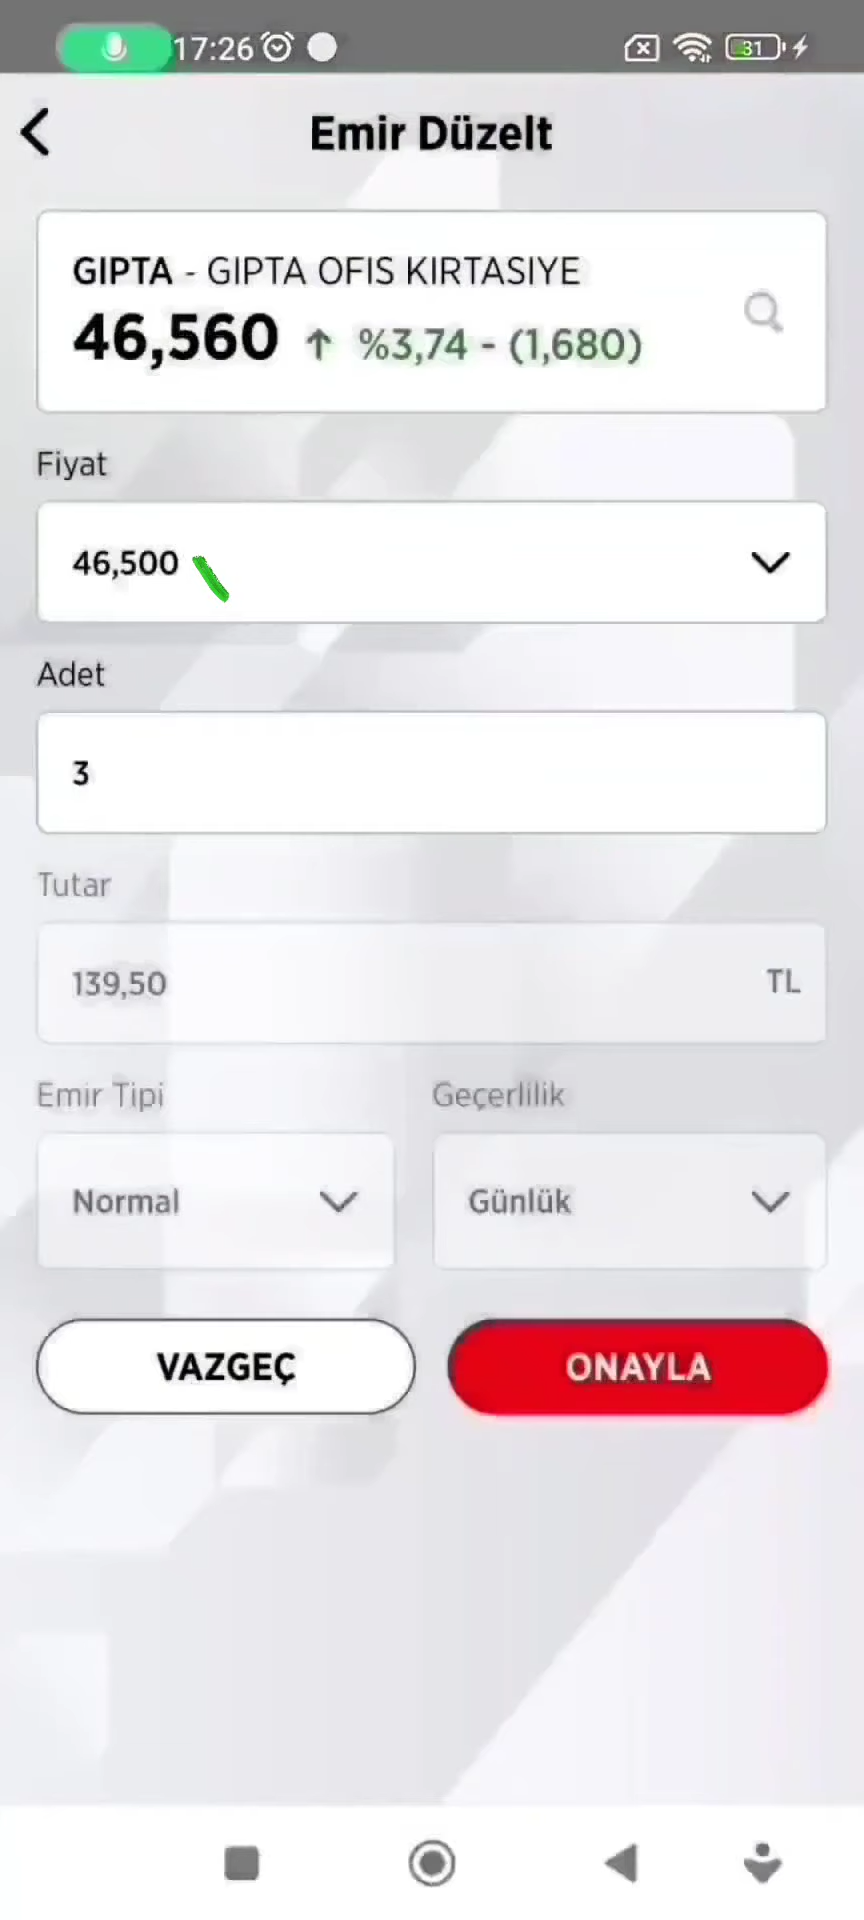 17:26
31
Emir Düzelt
GIPTA - GIPTA OFIS KIRTASIYE
46,560 ↑ %3,74 - (1,680)
Fiyat
46,500
Adet
3
Tutar
139,50 TL
Emir Tipi Geçerlilik
Normal Günlük
VAZGEÇ ONAYLA